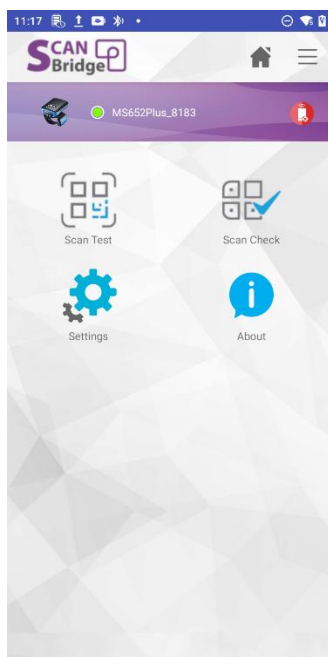 11:17
SCAN
Bridge
MS652Plus_8183
Scan Test
Scan Check
Settings
About